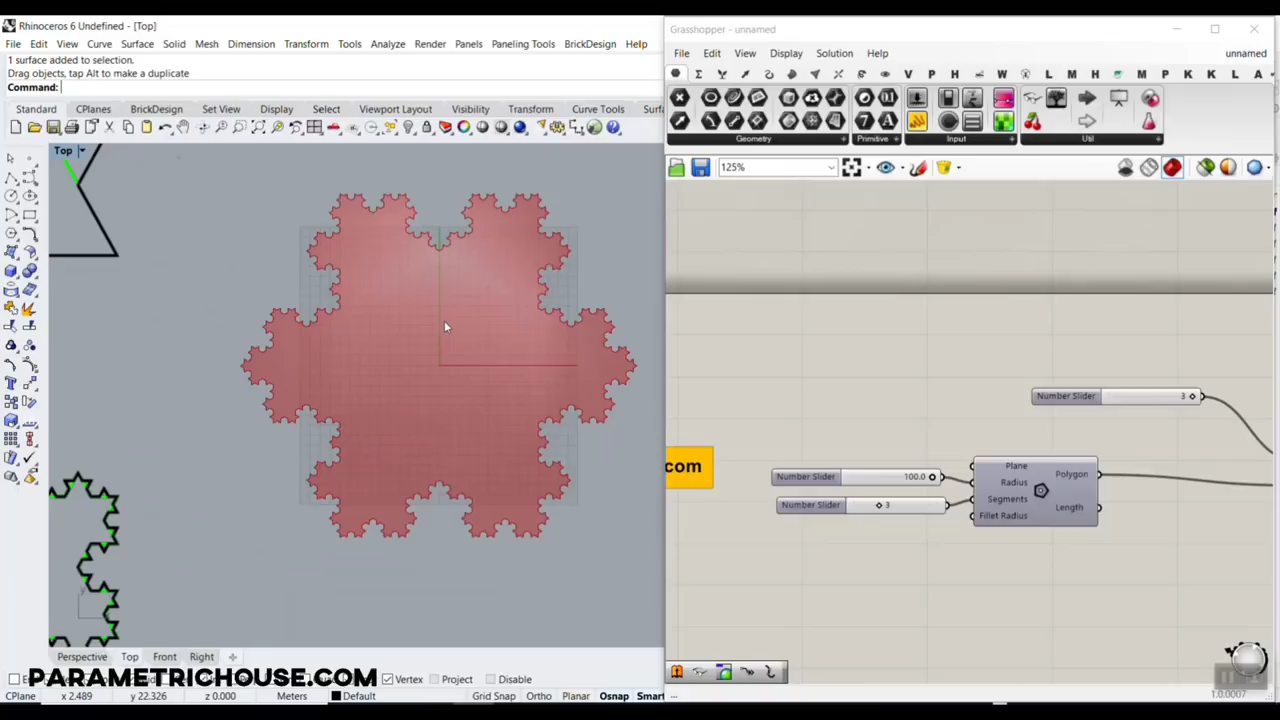 Rhinoceros 6 Undefined - [Top]
File Edit View Curve Surface Solid Mesh Dimension Transform Tools Analyze Render Panels Paneling Tools BrickDesign Help
1 surface added to selection.
Drag objects, tap Alt to make a duplicate
Command:
Standard CPlanes BrickDesign Set View Display Select Viewport Layout Visibility Transform Curve Tools Surfa
Top
Perspective Top Front Right
Vertex Project Disable
PARAMETRICHOUSE.COM
CPlane x 2.489 y 22.326 z 0.000 Meters Default Grid Snap Ortho Planar Osnap Smart
Grasshopper - unnamed
File Edit View Display Solution Help unnamed
V P H W L M H M P K K L A
Geometry Primitive Input Util
125%
Number Slider 3
com
Number Slider 100.0
Number Slider 3
Plane
Radius
Segments
Fillet Radius
Polygon
Length
...
1.0.0007